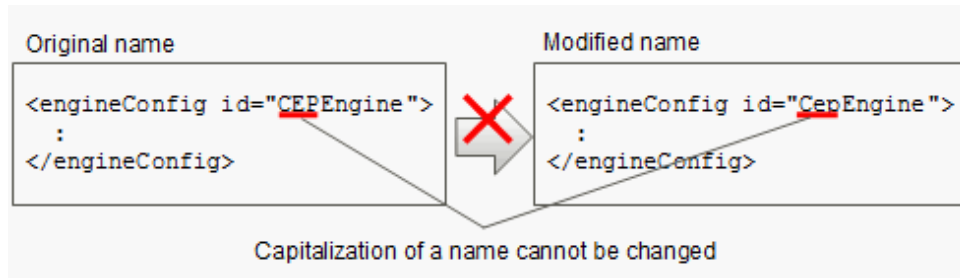 Original name
<engineConfig id="CEPEngine">
:
</engineConfig>
Modified name
<engineConfig id="CepEngine">
:
</engineConfig>
Capitalization of a name cannot be changed